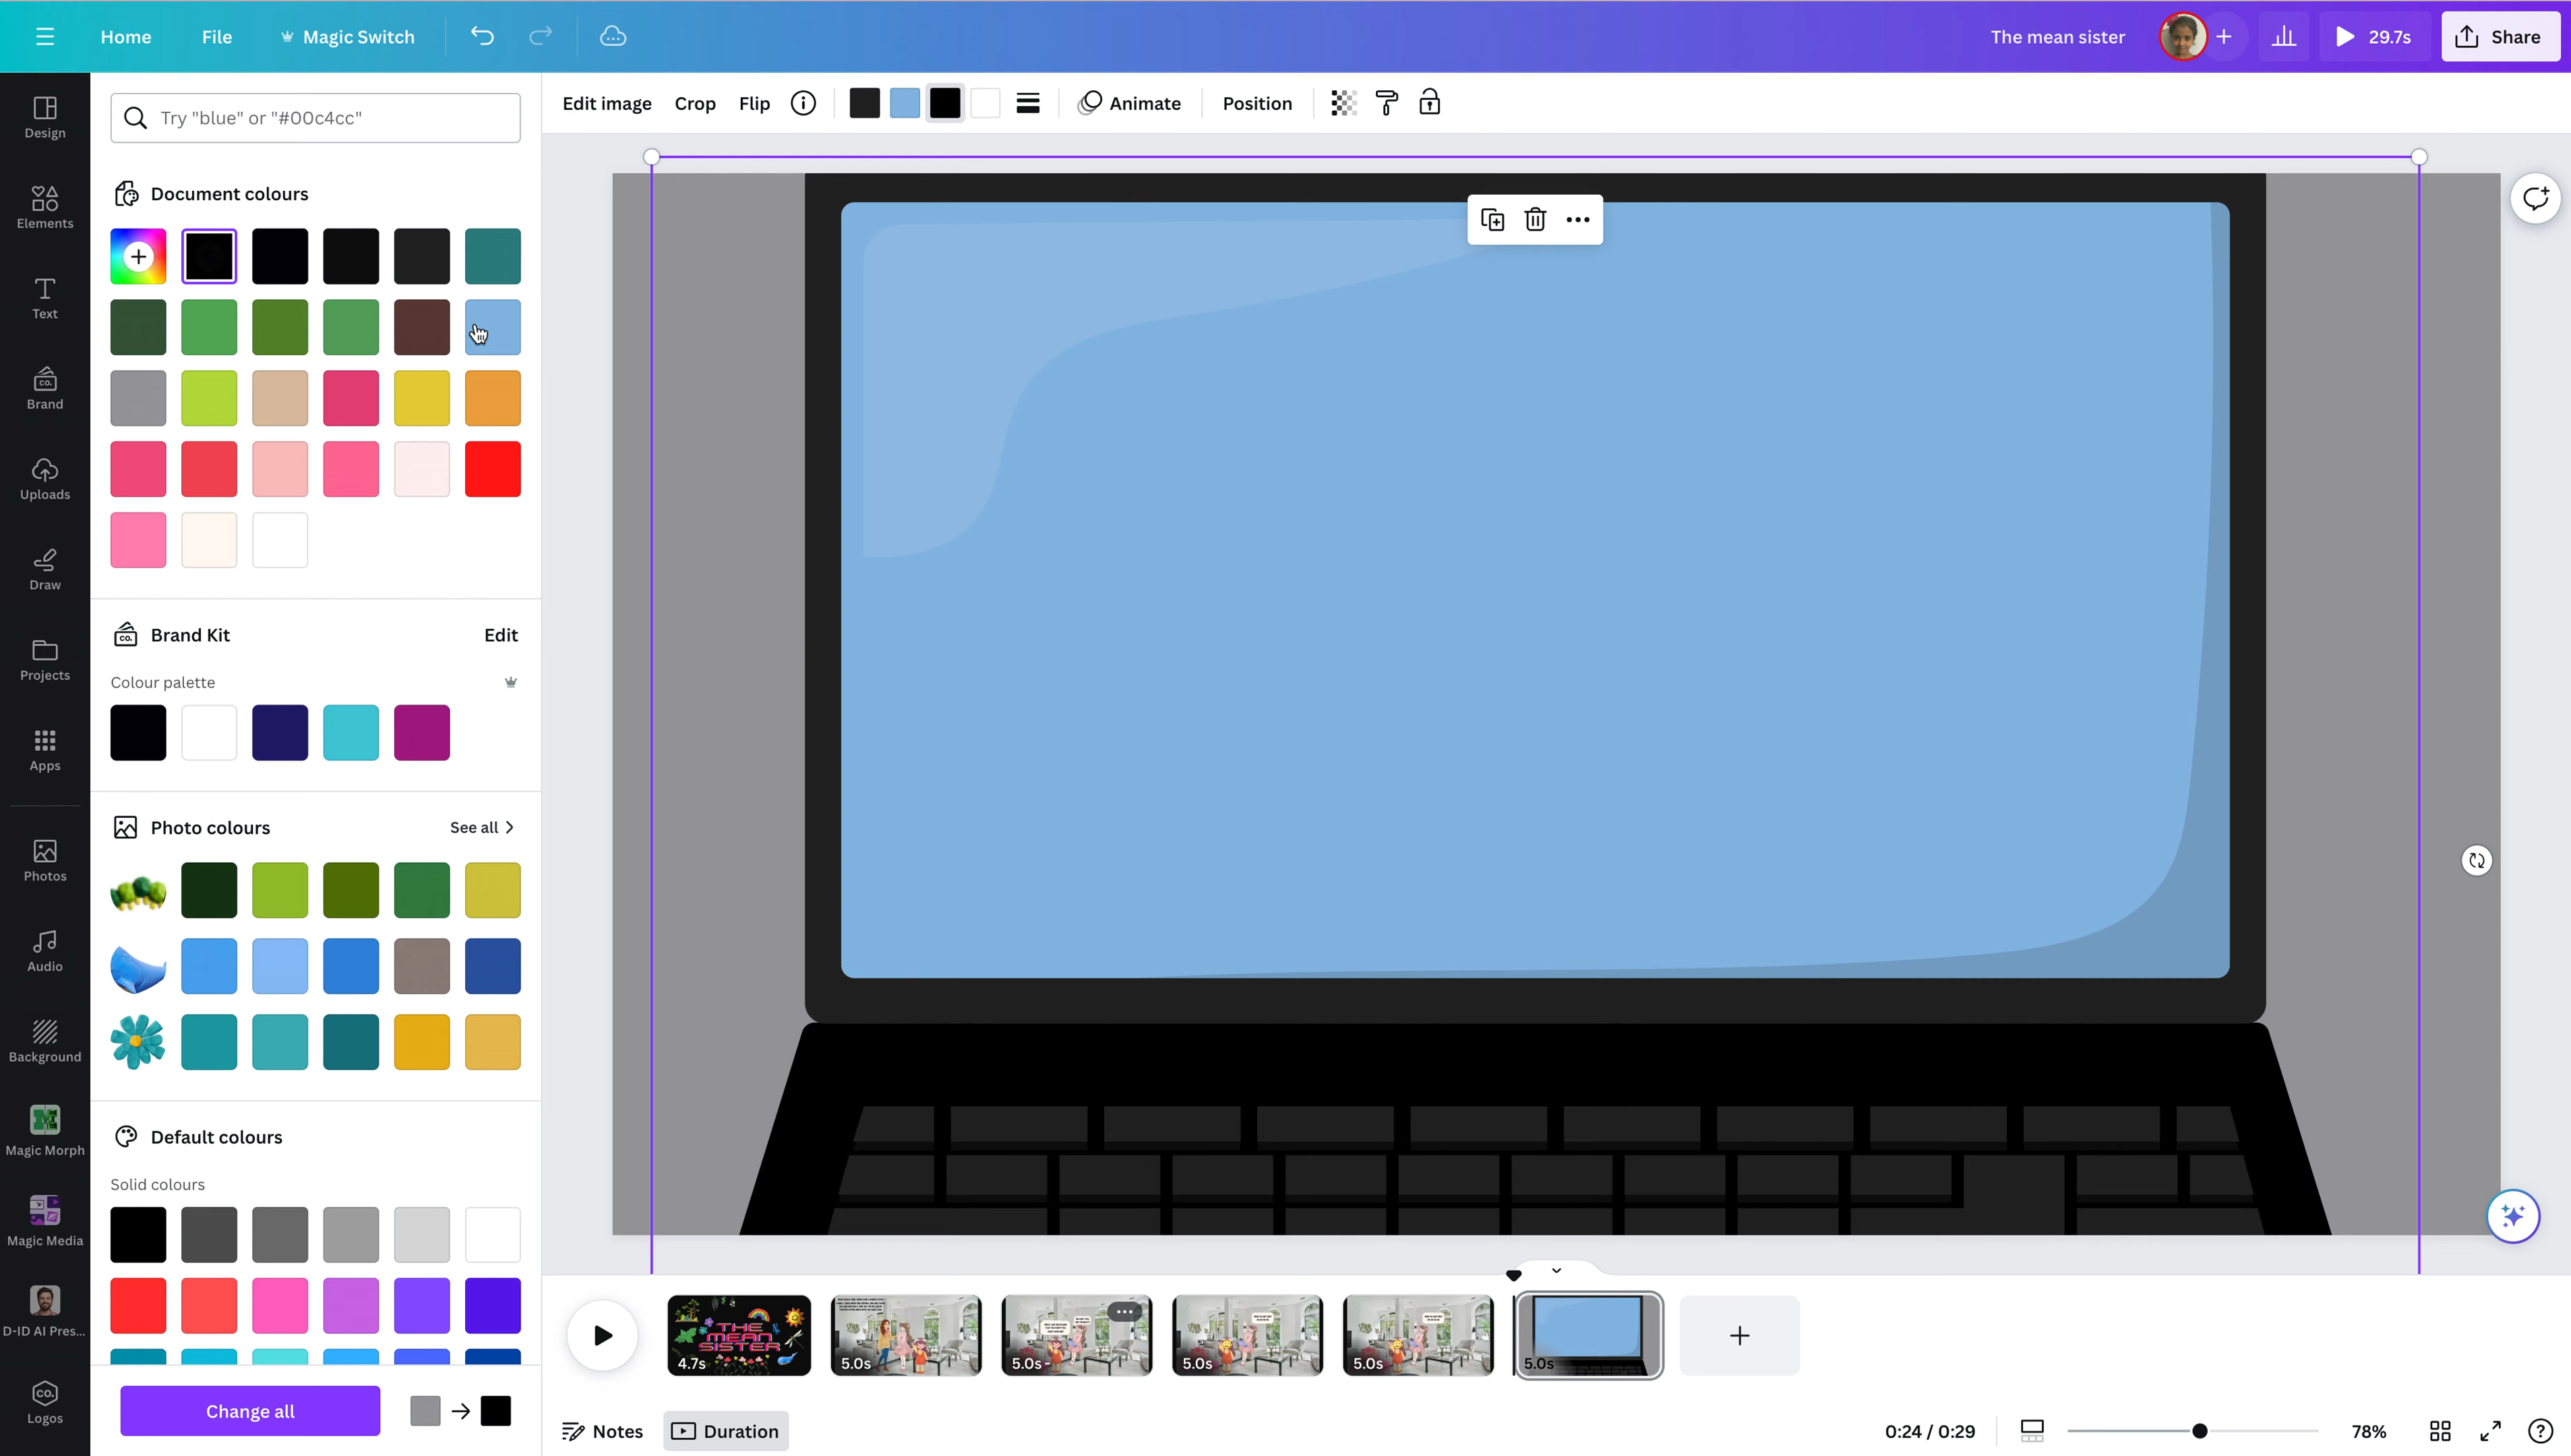 Home File Magic Switch The mean sister 29.7s Share
Design
Elements
Text
Brand
Uploads
Draw
Projects
Apps
Photos
Audio
Background
Magic Morph
Magic Media
D-ID AI Pres...
Logos
Try "blue" or "#00c4cc"
Document colours
Brand Kit Edit
Colour palette
Photo colours See all
Default colours
Solid colours
Change all
Edit image Crop Flip Animate Position
THE
MEAN
SISTER
4.7s 5.0s 5.0s 5.0s 5.0s 5.0s
Notes Duration 0:24 / 0:29 78%